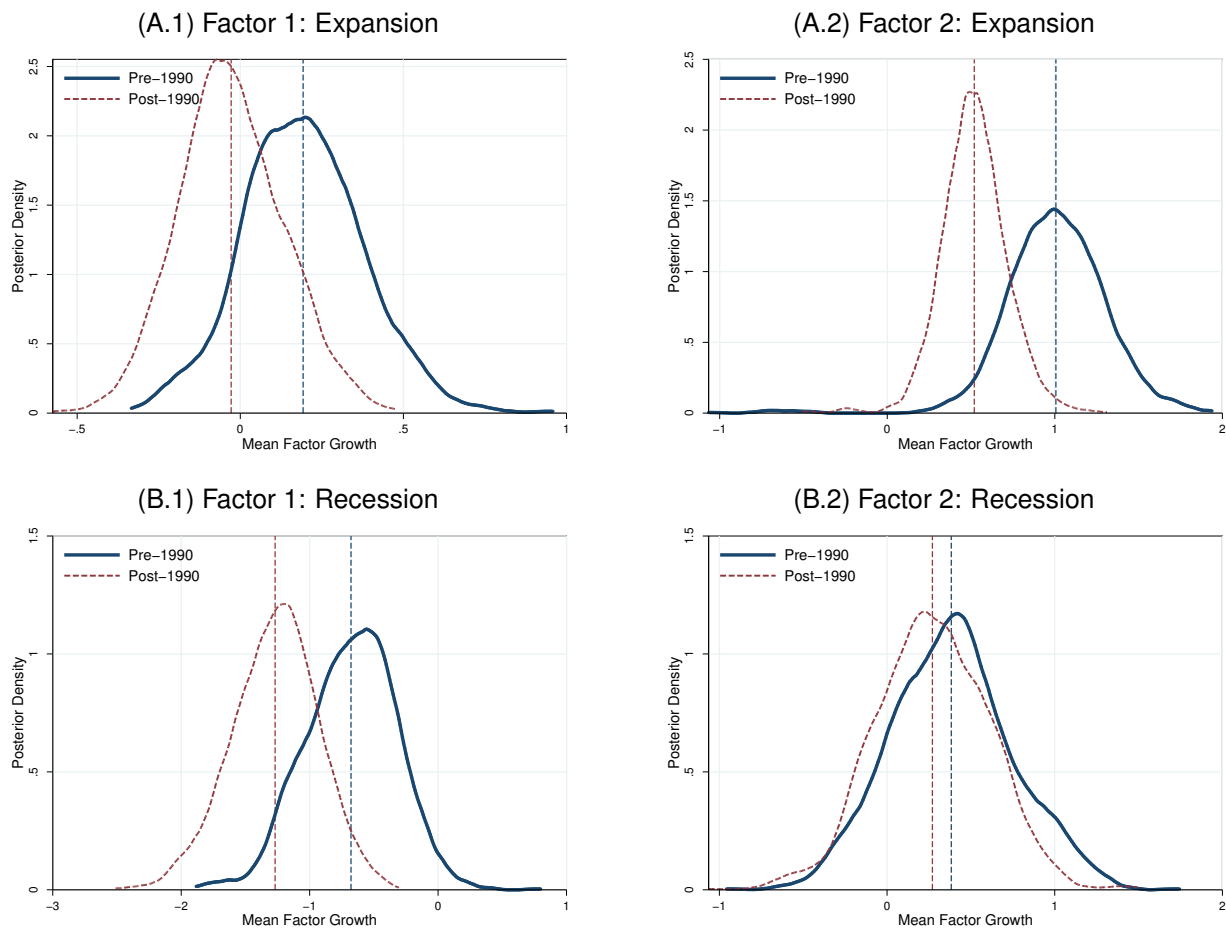 (A.1) Factor 1: Expansion
2.5
2
1.5
1
.5
0
Posterior Density
Pre−1990
Post−1990
−.5
0
.5
1
Mean Factor Growth
(A.2) Factor 2: Expansion
2.5
2
1.5
1
.5
0
Posterior Density
Pre−1990
Post−1990
−1
0
1
2
Mean Factor Growth
(B.1) Factor 1: Recession
1.5
1
.5
0
Posterior Density
Pre−1990
Post−1990
−3
−2
−1
0
1
Mean Factor Growth
(B.2) Factor 2: Recession
1.5
1
.5
0
Posterior Density
Pre−1990
Post−1990
−1
0
1
2
Mean Factor Growth